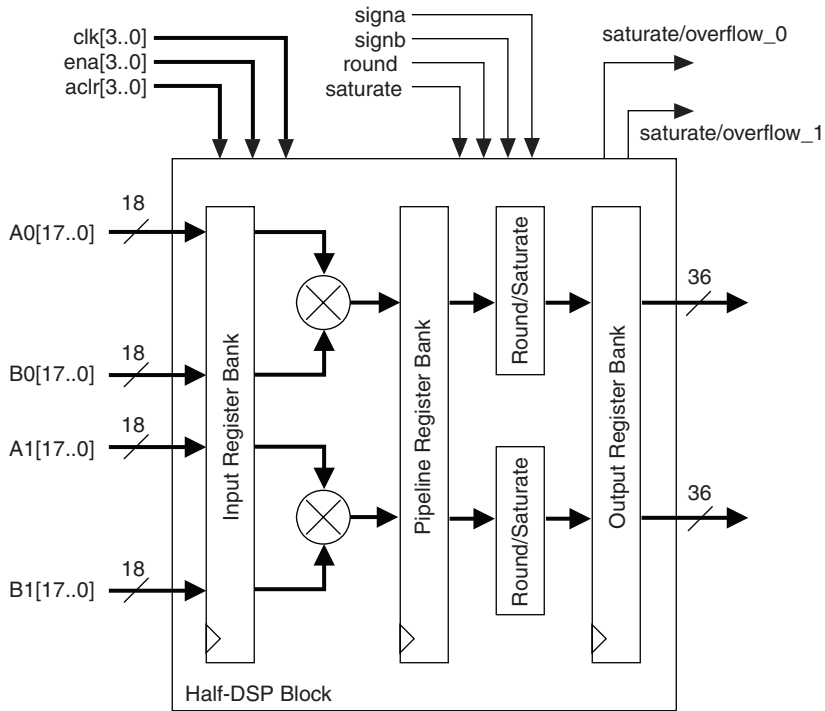 clk[3..0]
ena[3..0]
aclr[3..0]
signa
signb
round
saturate
saturate/overflow_0
saturate/overflow_1
18
A0[17..0]
18
B0[17..0]
18
A1[17..0]
18
B1[17..0]
Input Register Bank
Pipeline Register Bank
Round/Saturate
Round/Saturate
Output Register Bank
36
36
Half-DSP Block